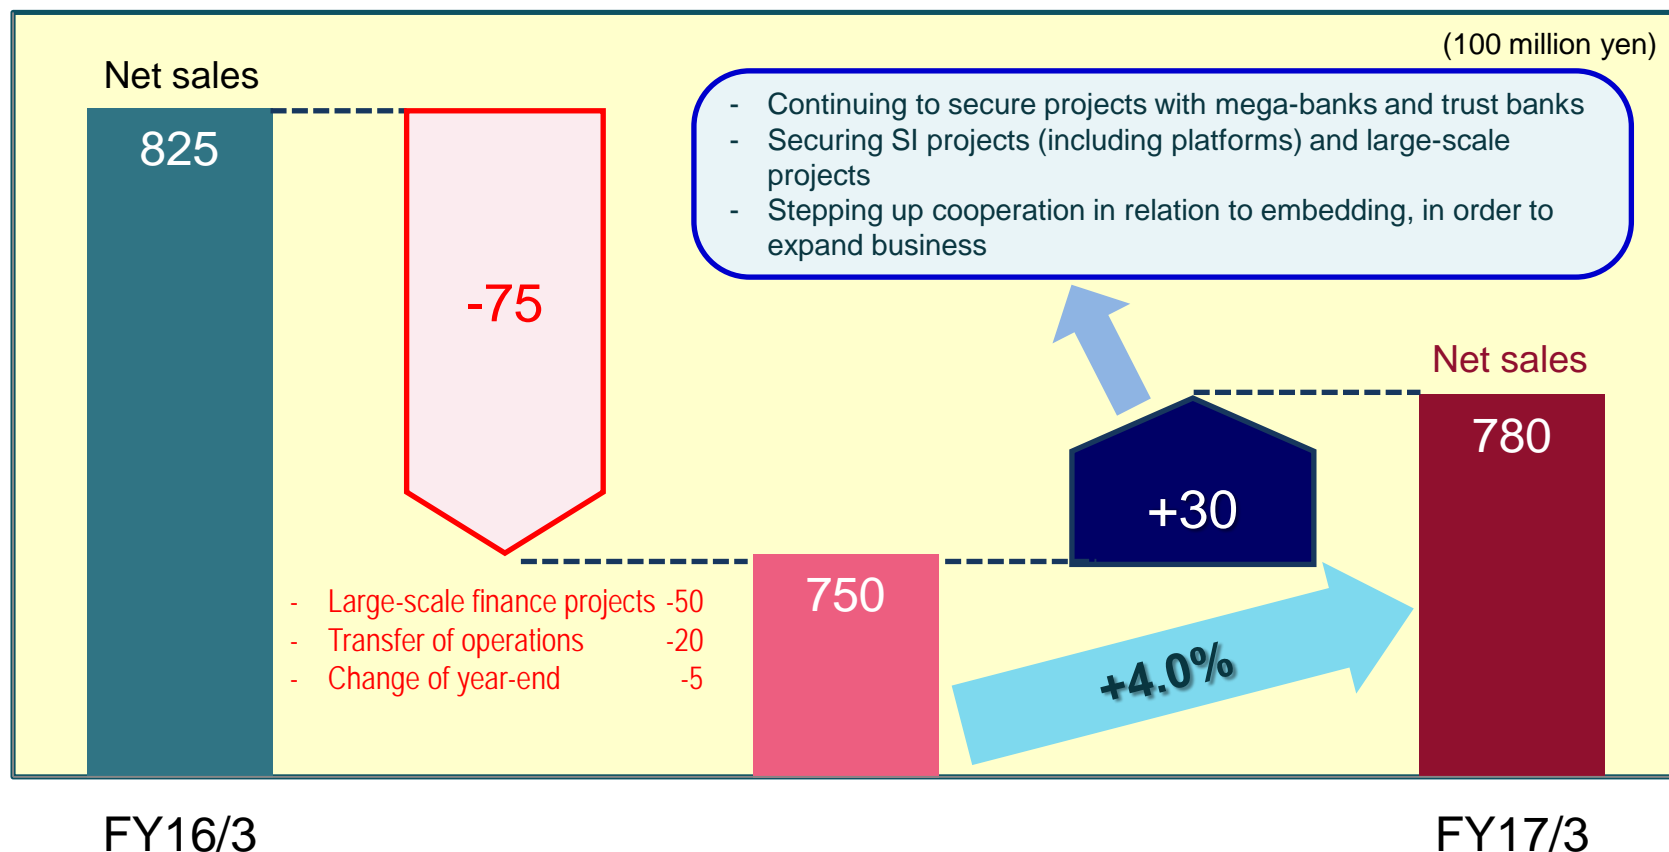 (100 million yen)
Net sales
825
-75
- Continuing to secure projects with mega-banks and trust banks
- Securing SI projects (including platforms) and large-scale
projects
- Stepping up cooperation in relation to embedding, in order to
expand business
Net sales
780
+30
750
- Large-scale finance projects -50
- Transfer of operations -20
- Change of year-end -5
+4.0%
FY16/3
FY17/3